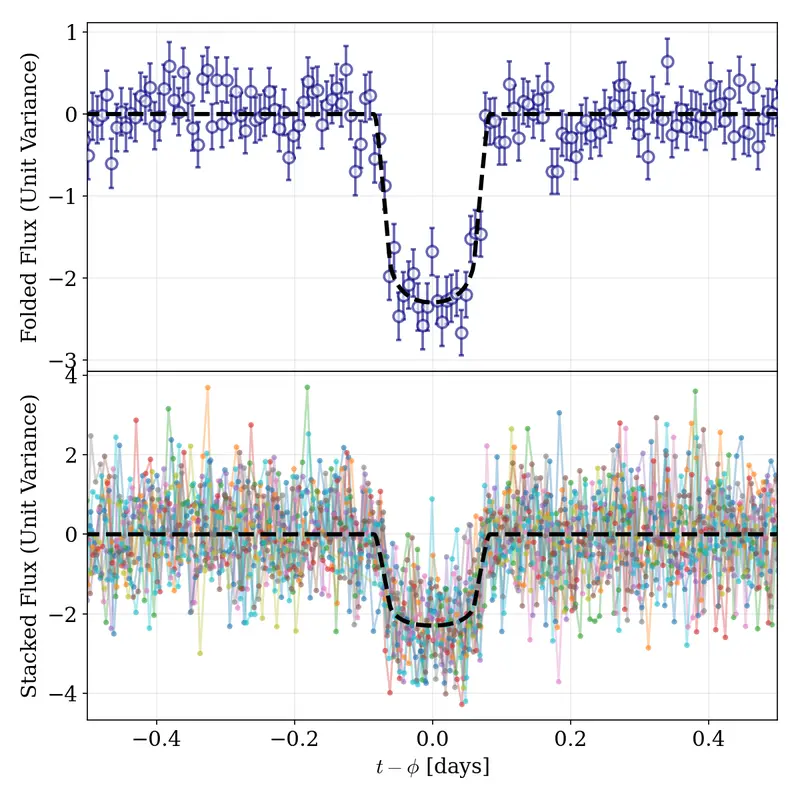 1
0
−1
−2
−3
Folded Flux (Unit Variance)
4
2
0
−2
−4
Stacked Flux (Unit Variance)
−0.4 −0.2 0.0 0.2 0.4
t − ϕ [days]